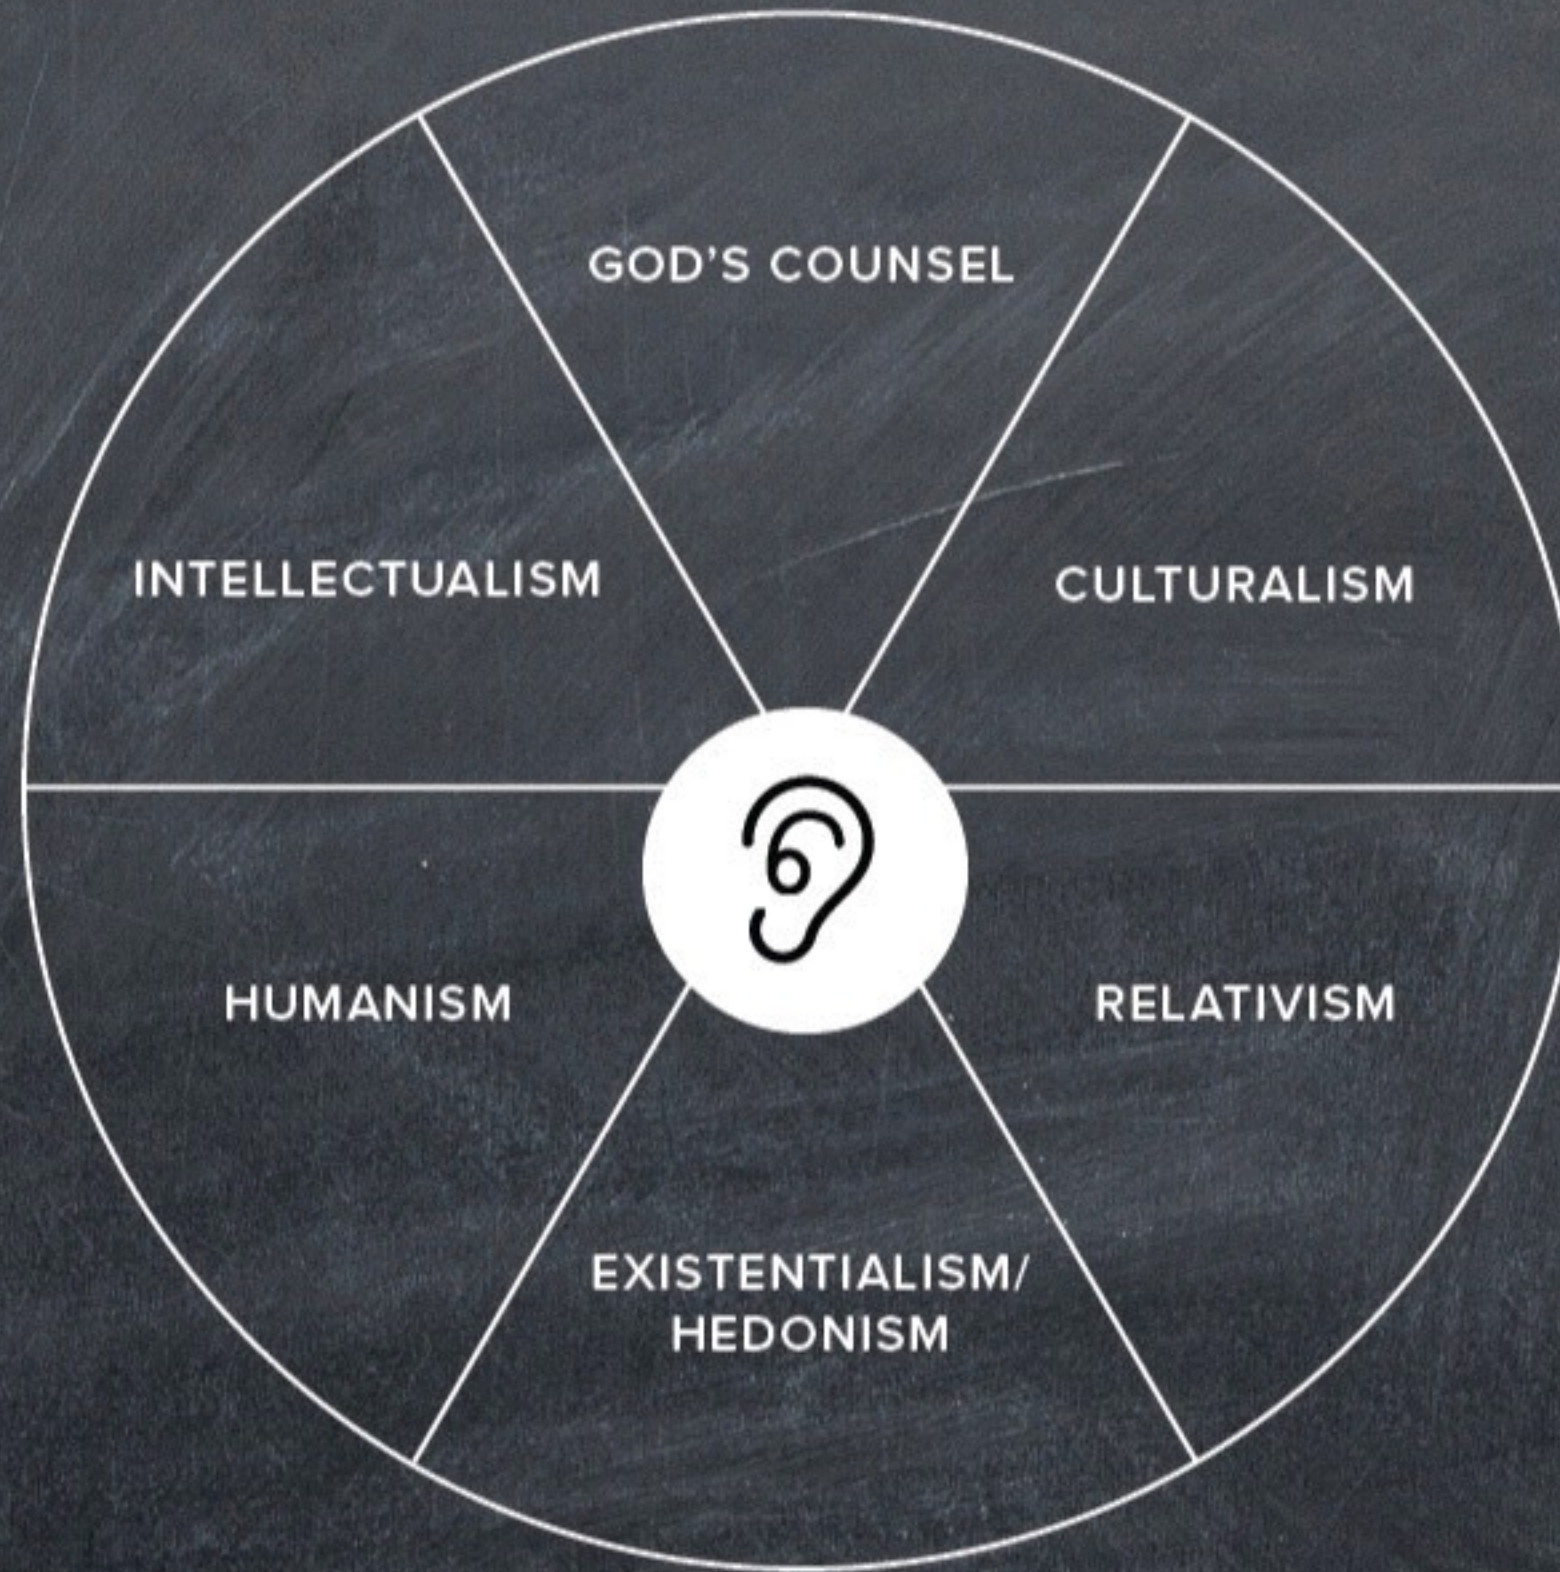 GOD'S COUNSEL
INTELLECTUALISM
CULTURALISM
HUMANISM
RELATIVISM
EXISTENTIALISM/
HEDONISM